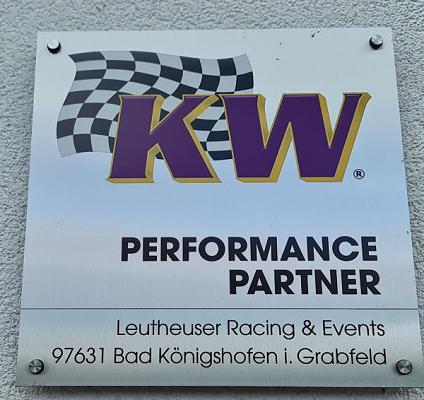 KW®
PERFORMANCE
PARTNER
Leutheuser Racing & Events
97631 Bad Königshofen i. Grabfeld